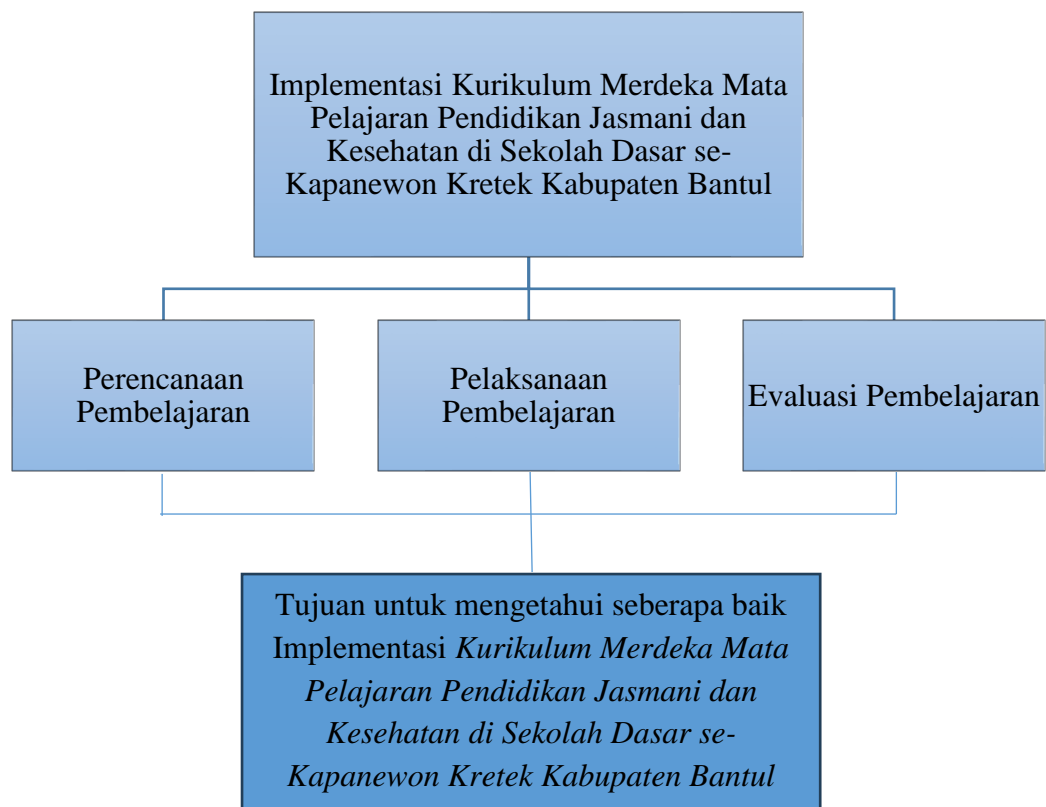 Implementasi Kurikulum Merdeka Mata
Pelajaran Pendidikan Jasmani dan
Kesehatan di Sekolah Dasar se-
Kapanewon Kretek Kabupaten Bantul
Perencanaan
Pembelajaran
Pelaksanaan
Pembelajaran
Evaluasi Pembelajaran
Tujuan untuk mengetahui seberapa baik
Implementasi Kurikulum Merdeka Mata
Pelajaran Pendidikan Jasmani dan
Kesehatan di Sekolah Dasar se-
Kapanewon Kretek Kabupaten Bantul